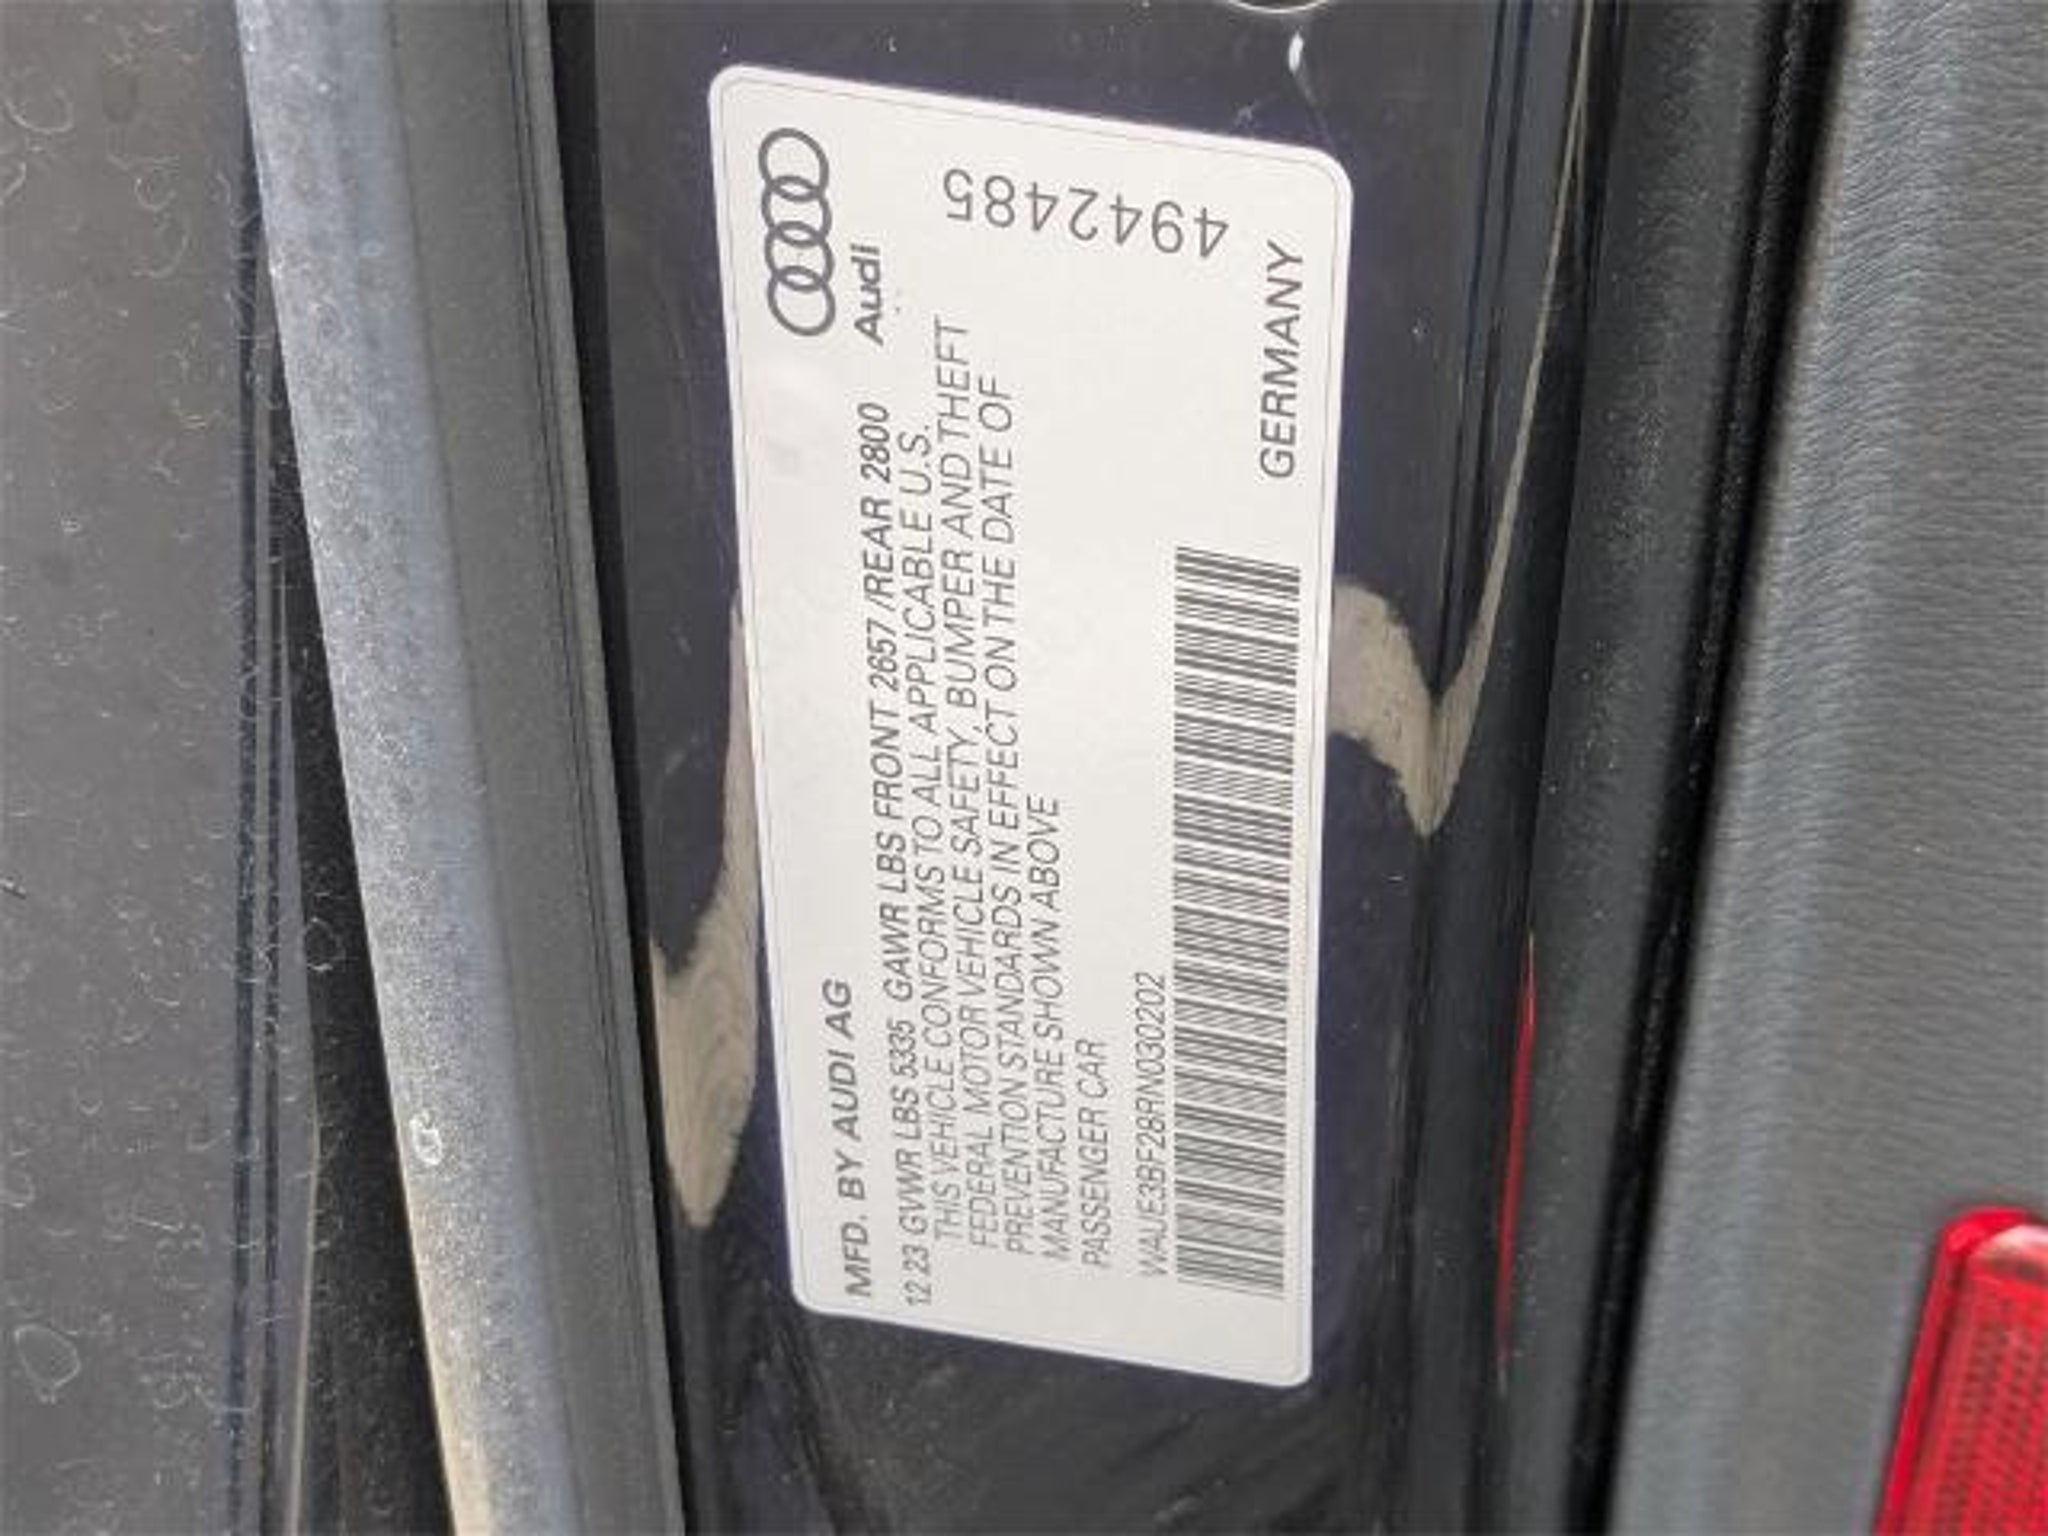 MFD. BY AUDI AG
Audi
12 23 GVWR LBS 5335 GAWR LBS FRONT 2657 /REAR 2800
THIS VEHICLE CONFORMS TO ALL APPLICABLE U.S.
FEDERAL MOTOR VEHICLE SAFETY, BUMPER AND THEFT
PREVENTION STANDARDS IN EFFECT ON THE DATE OF
MANUFACTURE SHOWN ABOVE
PASSENGER CAR
WAUE3BF28RN030202
4942485
GERMANY